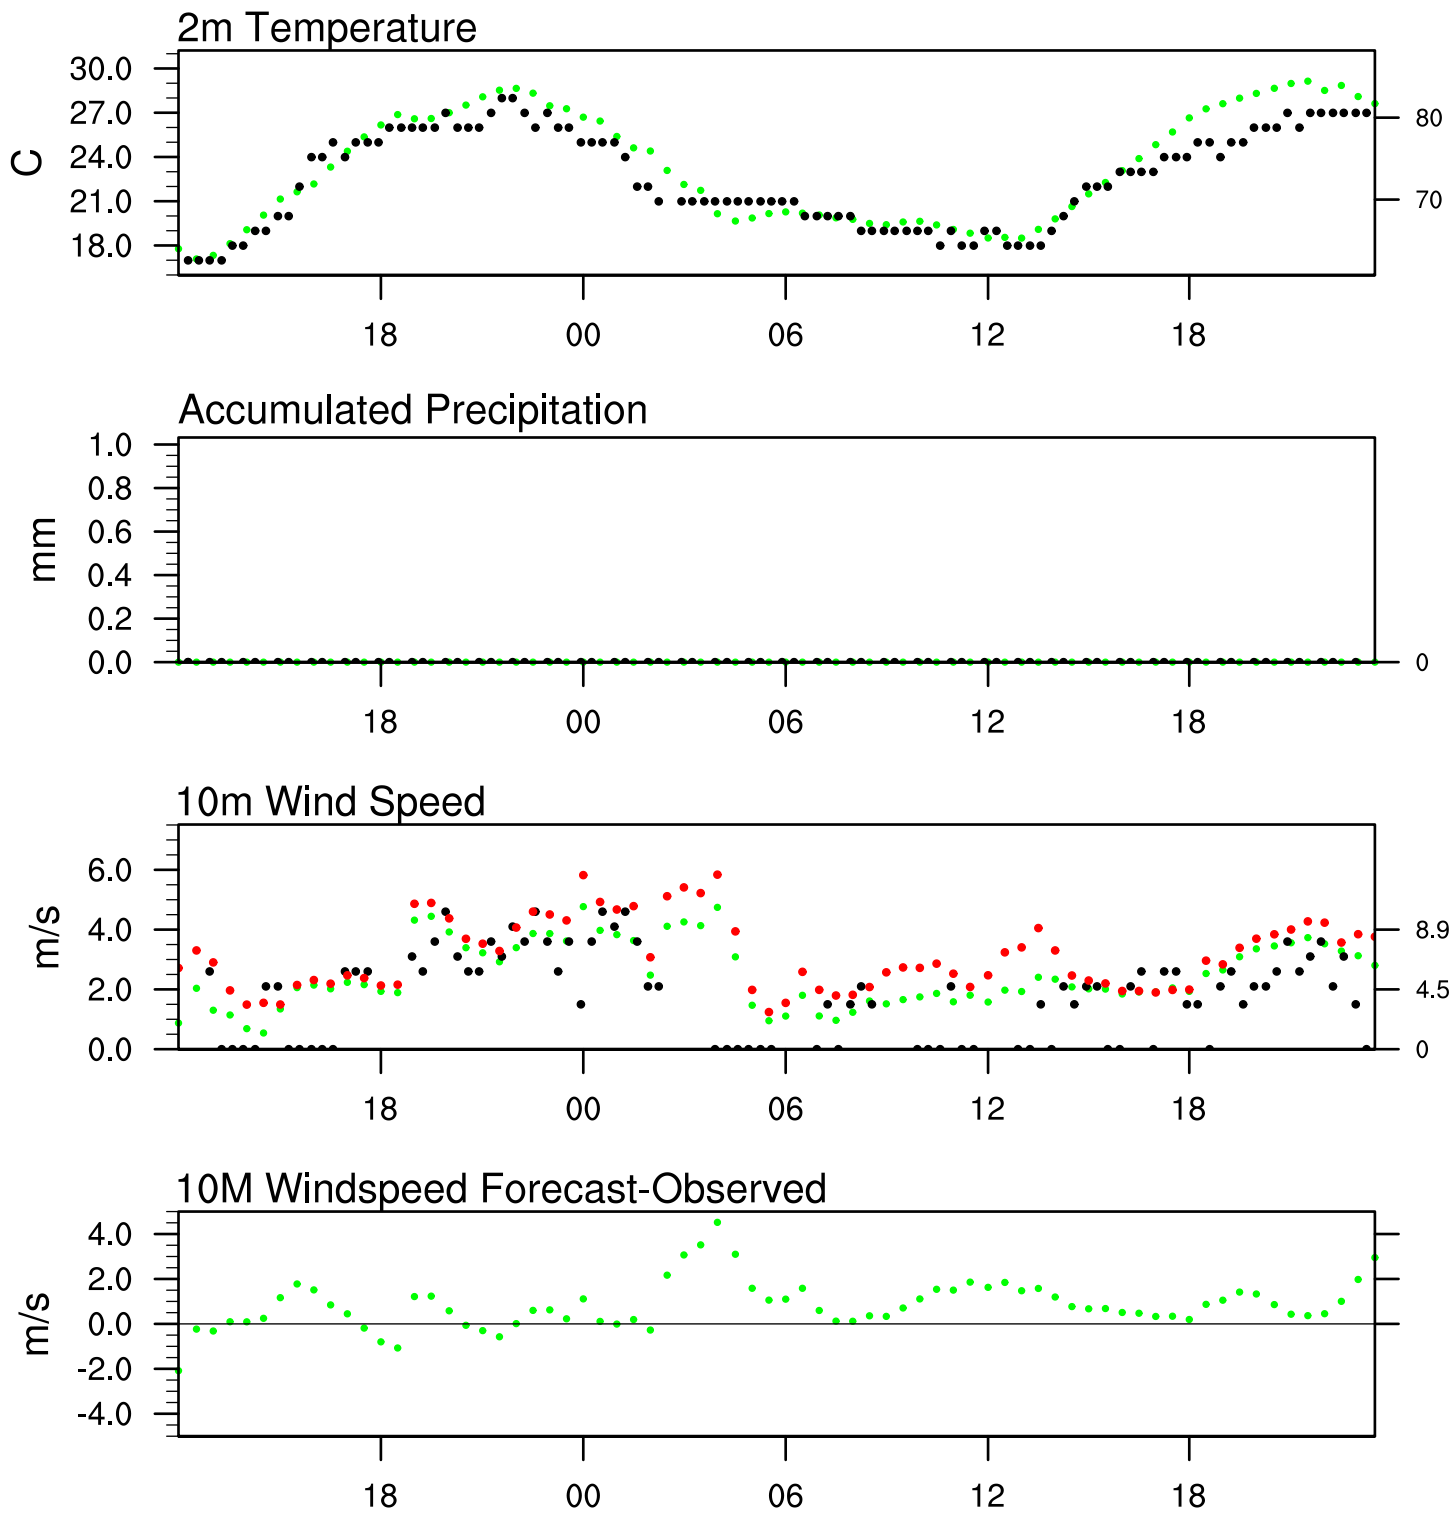 2m Temperature
30.0
27.0
24.0
21.0
18.0
C
80
70
18 00 06 12 18
Accumulated Precipitation
1.0
0.8
0.6
0.4
0.2
0.0
mm
0
18 00 06 12 18
10m Wind Speed
6.0
4.0
2.0
0.0
m/s
8.9
4.5
0
18 00 06 12 18
10M Windspeed Forecast-Observed
4.0
2.0
0.0
-2.0
-4.0
m/s
18 00 06 12 18